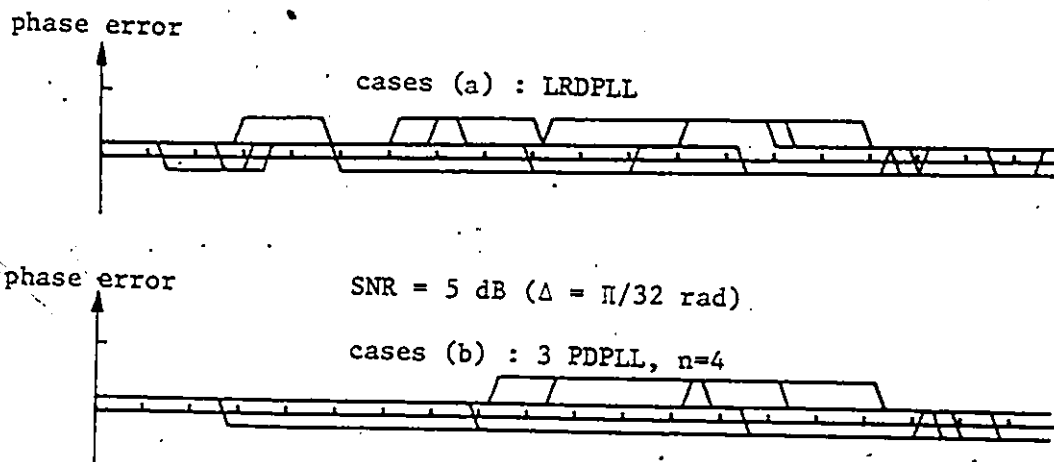 phase error
cases (a) : LRDPLL
phase error
SNR = 5 dB (Δ = Π/32 rad)
cases (b) : 3 PDPLL, n=4